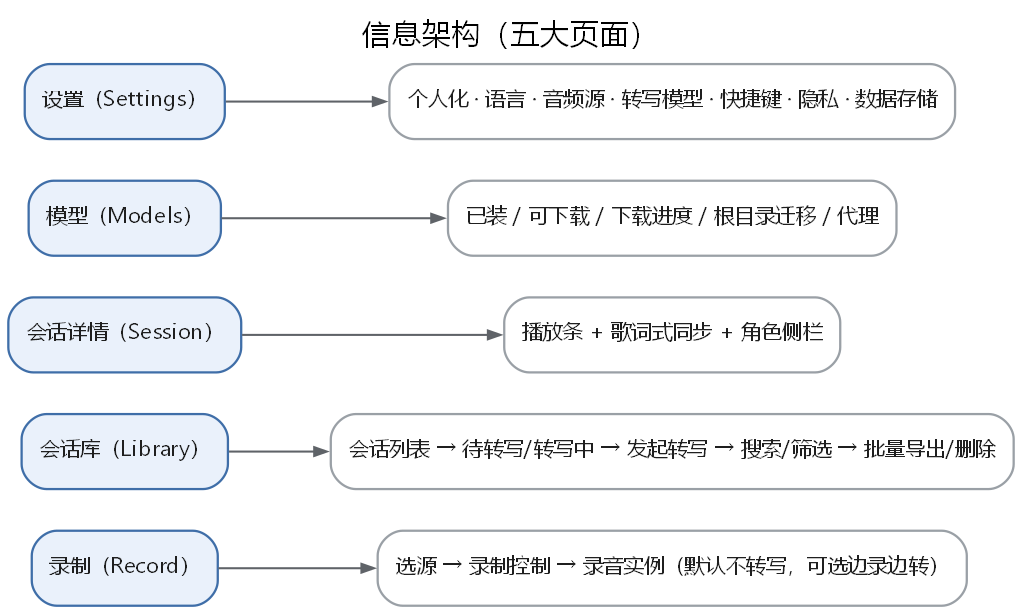 信息架构（五大页面）
设置（Settings）
个人化 · 语言 · 音频源 · 转写模型 · 快捷键 · 隐私 · 数据存储
模型（Models）
已装 / 可下载 / 下载进度 / 根目录迁移 / 代理
会话详情（Session）
播放条 + 歌词式同步 + 角色侧栏
会话库（Library）
会话列表 → 待转写/转写中 → 发起转写 → 搜索/筛选 → 批量导出/删除
录制（Record）
选源 → 录制控制 → 录音实例（默认不转写，可选边录边转）